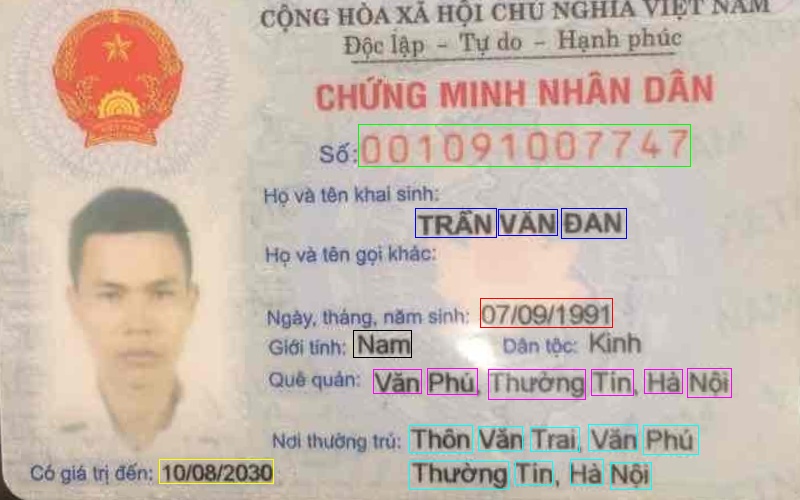 CỘNG HÒA XÃ HỘI CHỦ NGHĨA VIỆT NAM
Độc lập - Tự do - Hạnh phúc
CHỨNG MINH NHÂN DÂN
Số: 001091007747
Họ và tên khai sinh:
TRẦN VĂN ĐAN
Họ và tên gọi khác:
Ngày, tháng, năm sinh: 07/09/1991
Giới tính: Nam Dân tộc: Kinh
Quê quán: Văn Phú, Thường Tín, Hà Nội
Nơi thường trú: Thôn Văn Trai, Văn Phú
Thường Tín, Hà Nội
Có giá trị đến: 10/08/2030